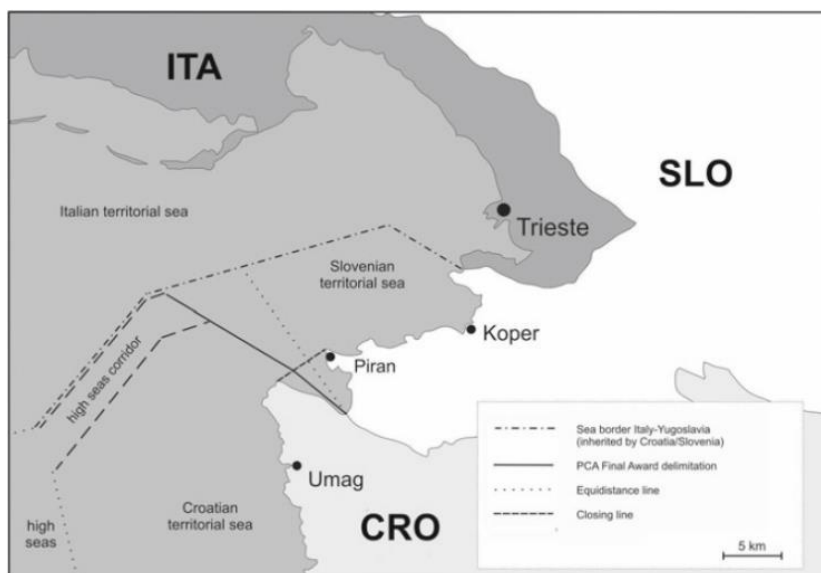 ITA
SLO
Italian territorial sea
Trieste
Slovenian
territorial sea
Koper
Piran
high seas corridor
Umag
Croatian
territorial sea
CRO
high
seas
Sea border Italy-Yugoslavia
(inherited by Croatia/Slovenia)
PCA Final Award delimitation
Equidistance line
Closing line
5 km